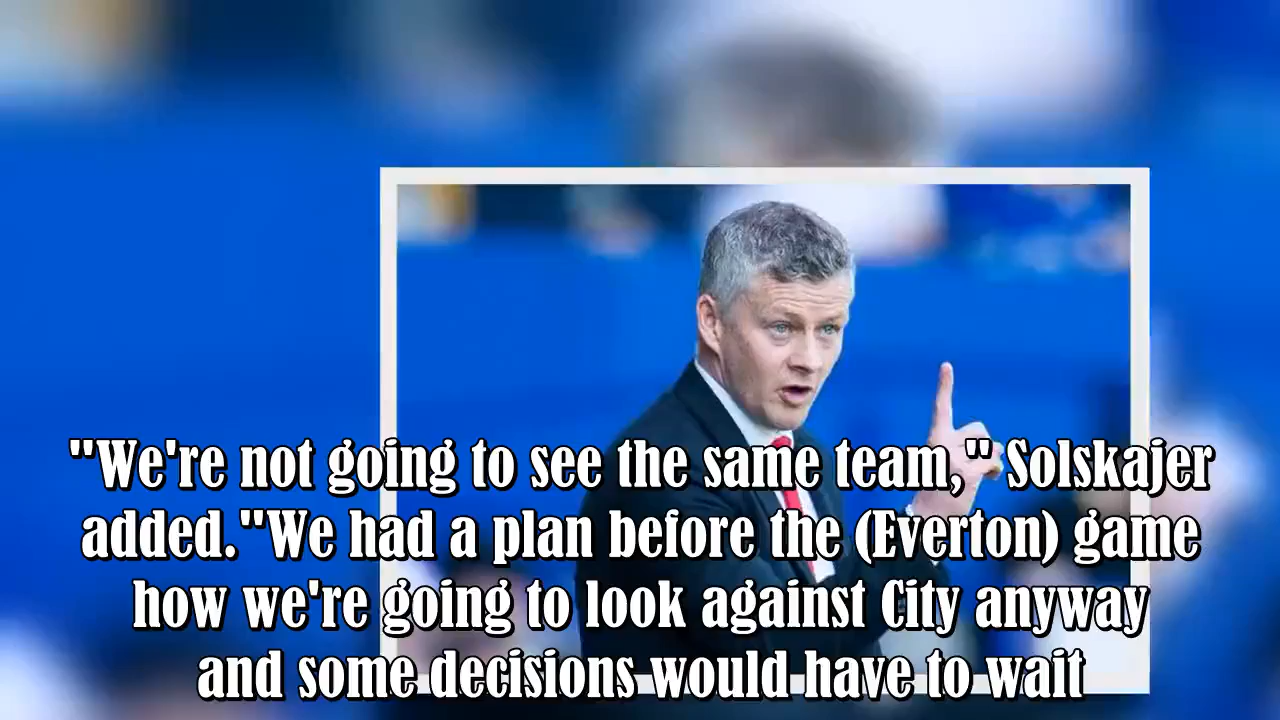 "We're not going to see the same team," Solskajer
added."We had a plan before the (Everton) game
how we're going to look against City anyway
and some decisions would have to wait